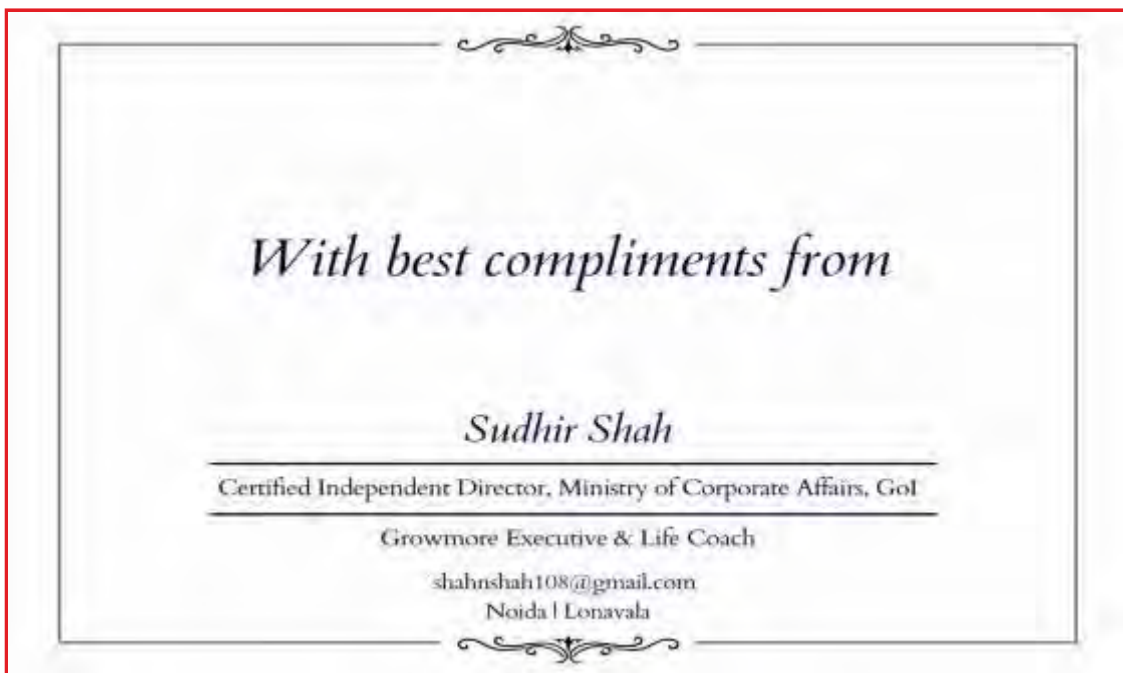 With best compliments from
Sudhir Shah
Certified Independent Director, Ministry of Corporate Affairs, GoI
Growmore Executive & Life Coach
shahnshah108@gmail.com
Noida | Lonavala